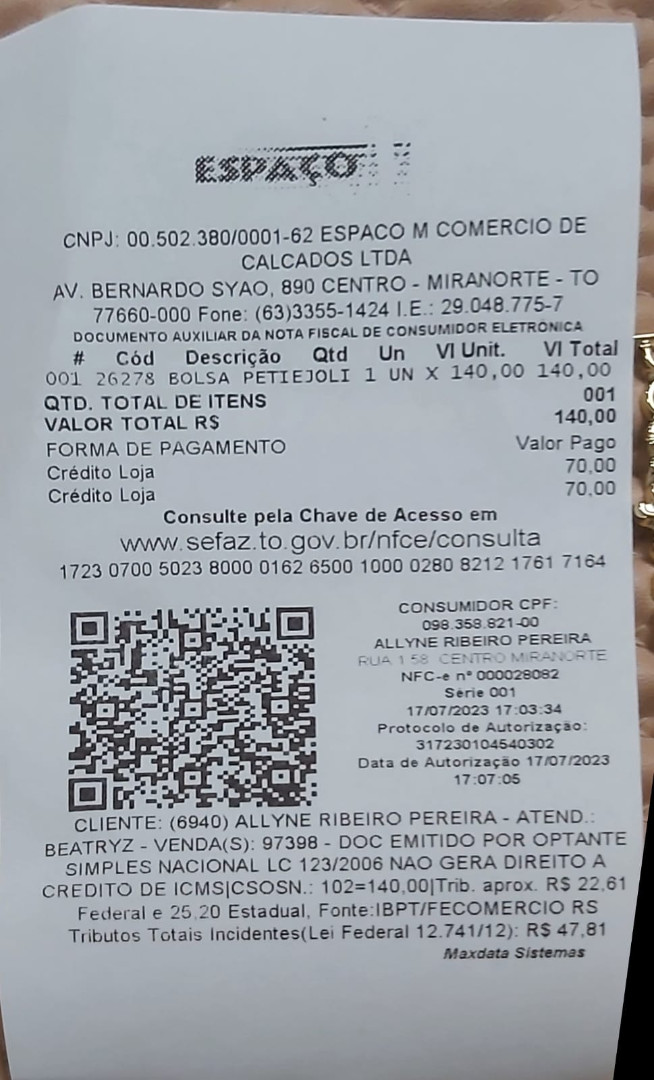 ESPAÇO
CNPJ: 00.502.380/0001-62 ESPACO M COMERCIO DE
CALCADOS LTDA
AV. BERNARDO SYAO, 890 CENTRO - MIRANORTE - TO
77660-000 Fone: (63)3355-1424 I.E.: 29.048.775-7
DOCUMENTO AUXILIAR DA NOTA FISCAL DE CONSUMIDOR ELETRÔNICA
# Cód Descrição Qtd Un Vl Unit. Vl Total
001 26278 BOLSA PETIEJOLI 1 UN X 140,00 140,00
QTD. TOTAL DE ITENS 001
VALOR TOTAL R$ 140,00
FORMA DE PAGAMENTO Valor Pago
Crédito Loja 70,00
Crédito Loja 70,00
Consulte pela Chave de Acesso em
www.sefaz.to.gov.br/nfce/consulta
1723 0700 5023 8000 0162 6500 1000 0280 8212 1761 7164
CONSUMIDOR CPF:
098.358.821-00
ALLYNE RIBEIRO PEREIRA
RUA 1 58 CENTRO MIRANORTE
NFC-e nº 000028082
Série 001
17/07/2023 17:03:34
Protocolo de Autorização:
317230104540302
Data de Autorização 17/07/2023
17:07:05
CLIENTE: (6940) ALLYNE RIBEIRO PEREIRA - ATEND.:
BEATRYZ - VENDA(S): 97398 - DOC EMITIDO POR OPTANTE
SIMPLES NACIONAL LC 123/2006 NAO GERA DIREITO A
CREDITO DE ICMS|CSOSN.: 102=140,00|Trib. aprox. R$ 22,61
Federal e 25,20 Estadual, Fonte:IBPT/FECOMERCIO RS
Tributos Totais Incidentes(Lei Federal 12.741/12): R$ 47,81
Maxdata Sistemas